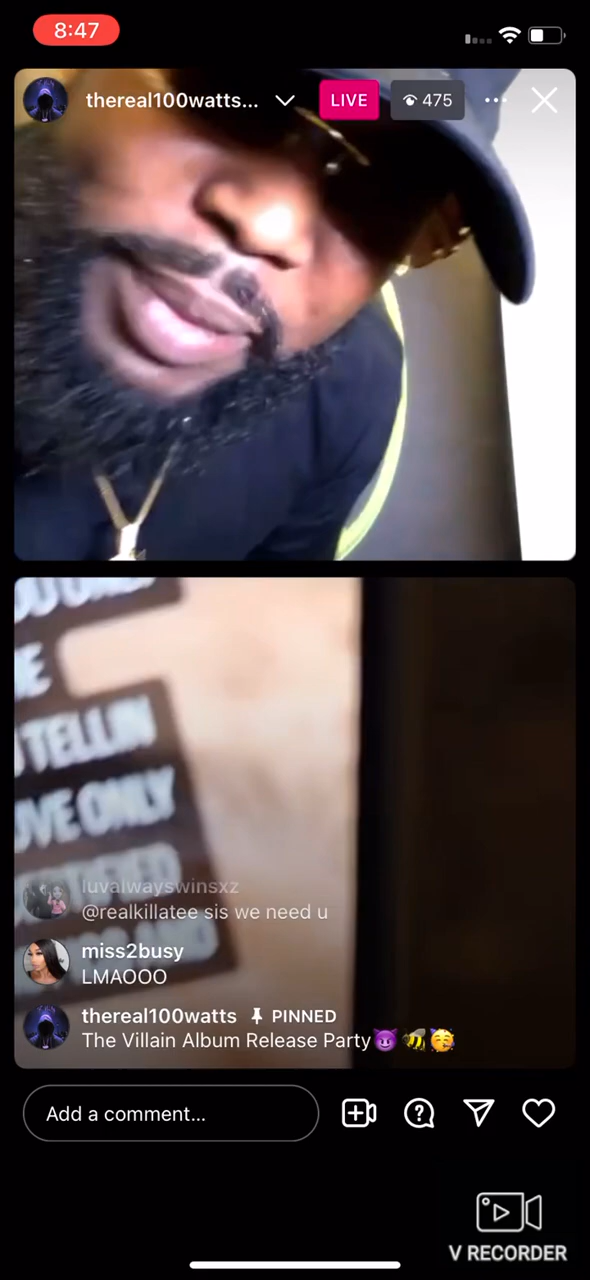 8:47
thereal100watts...
LIVE
475
TELLIN
ONLY
luvalwayswinsxz
@realkillatee sis we need u
miss2busy
LMAOOO
thereal100watts PINNED
The Villain Album Release Party😈 🐝🥳
Add a comment...
V RECORDER